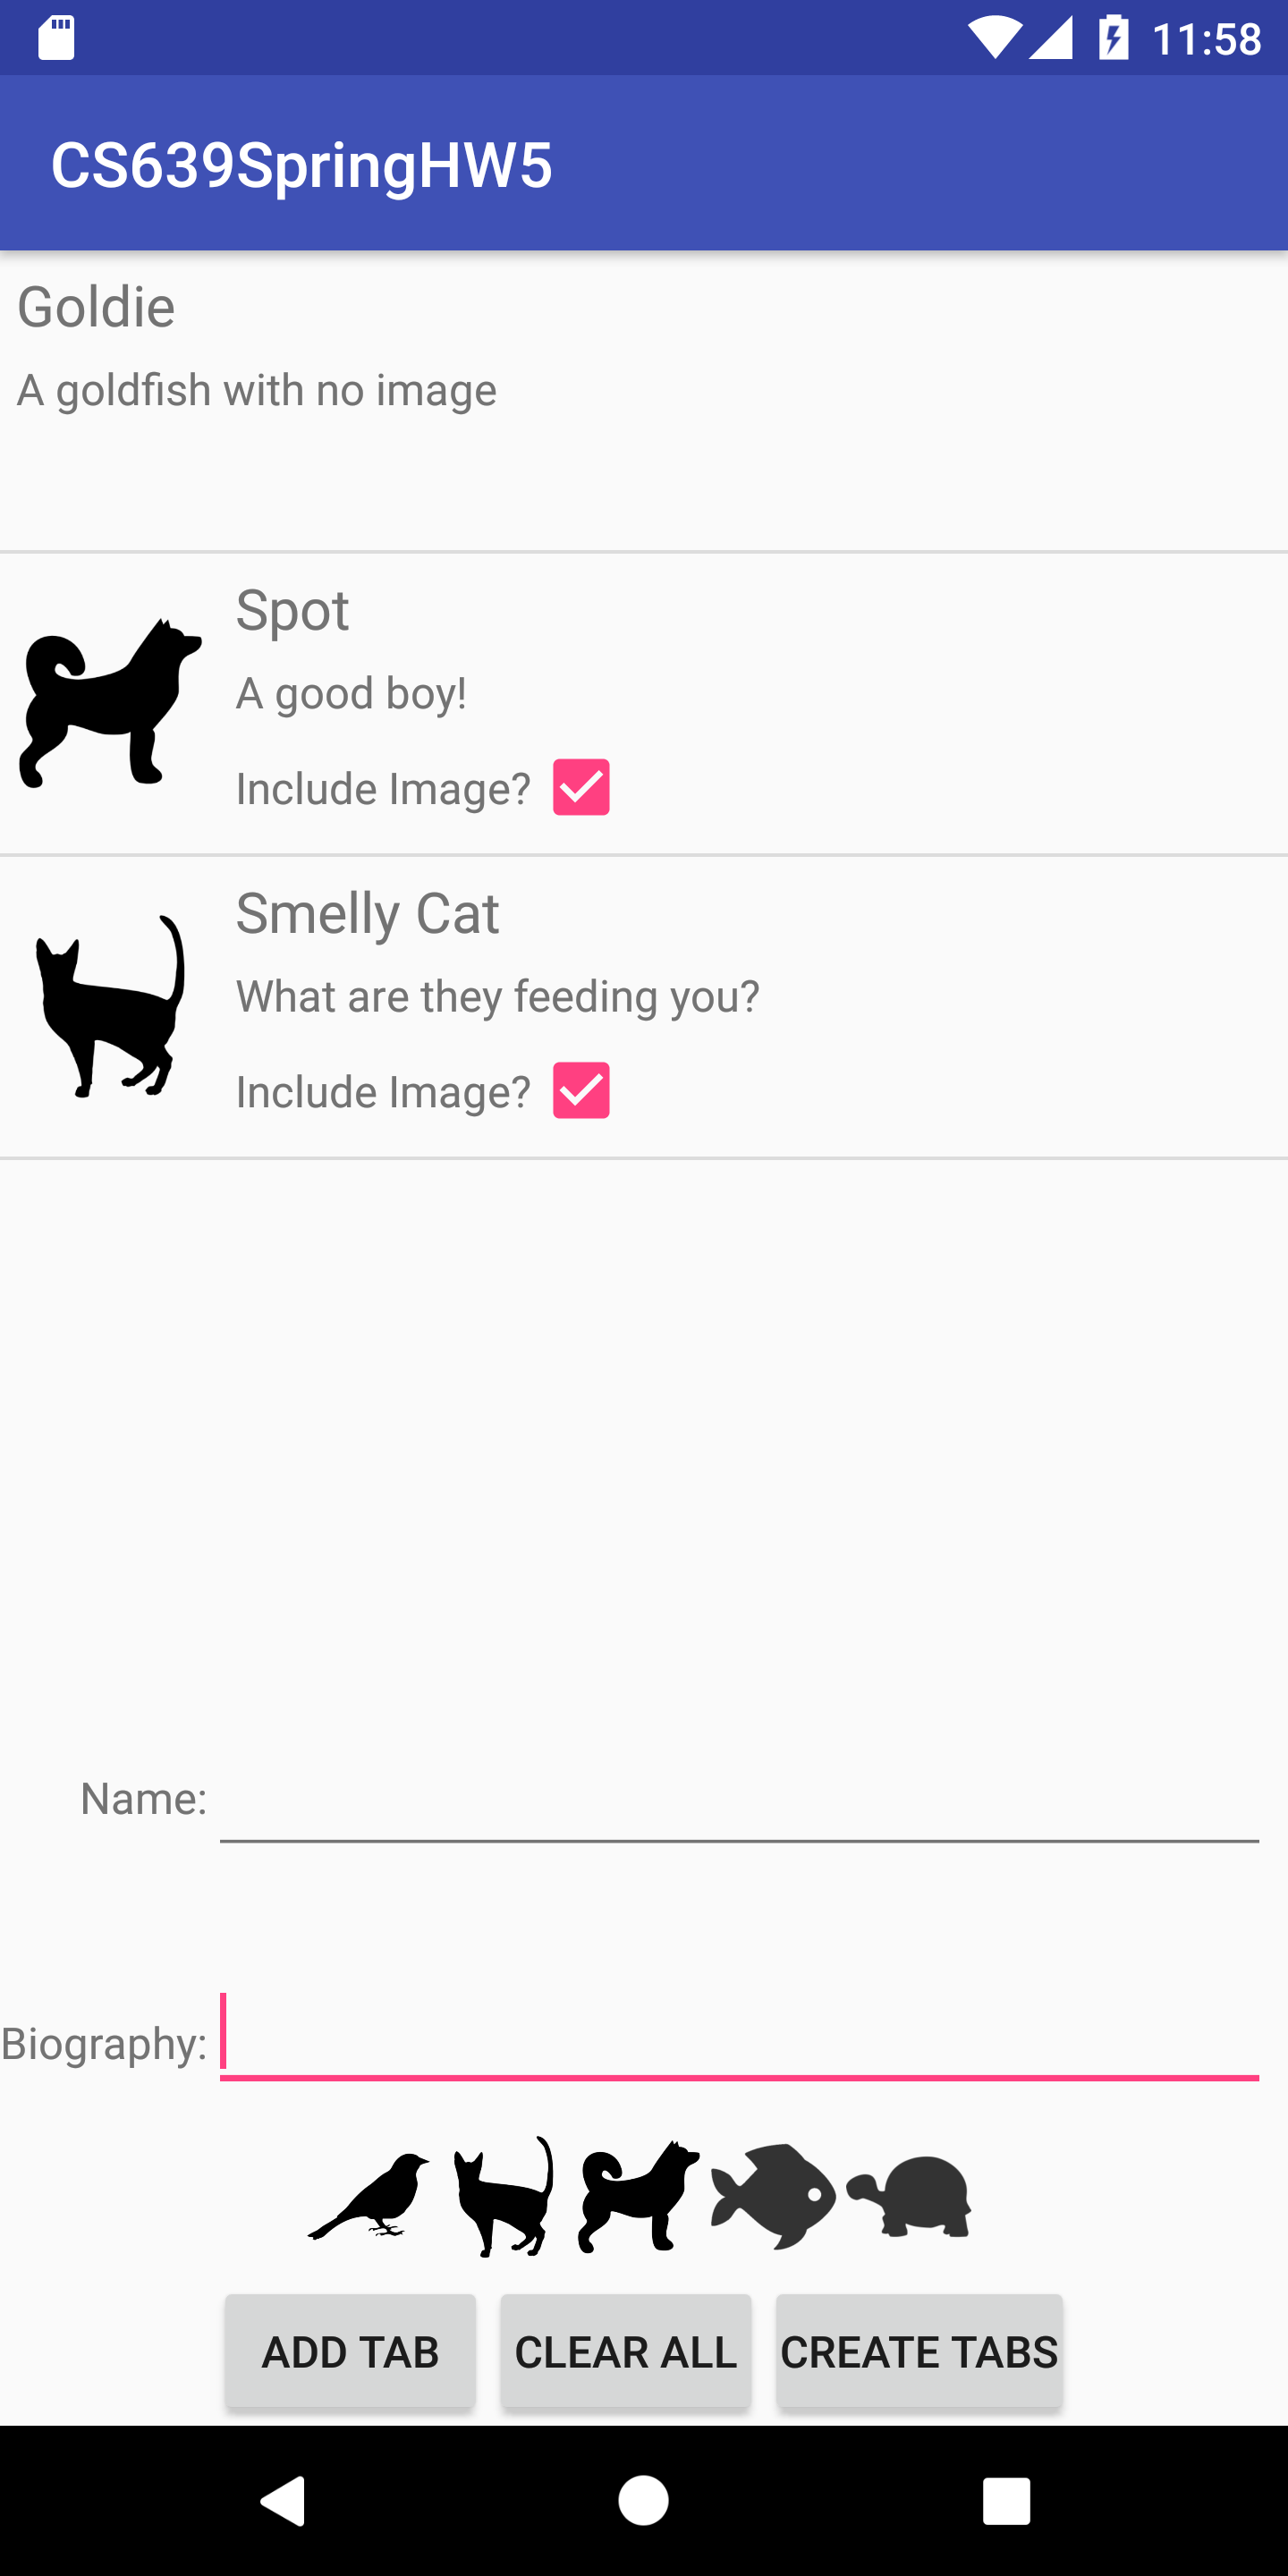 11:58
CS639SpringHW5
Goldie
A goldfish with no image
Spot
A good boy!
Include Image?
Smelly Cat
What are they feeding you?
Include Image?
Name:
Biography:
ADD TAB CLEAR ALL CREATE TABS